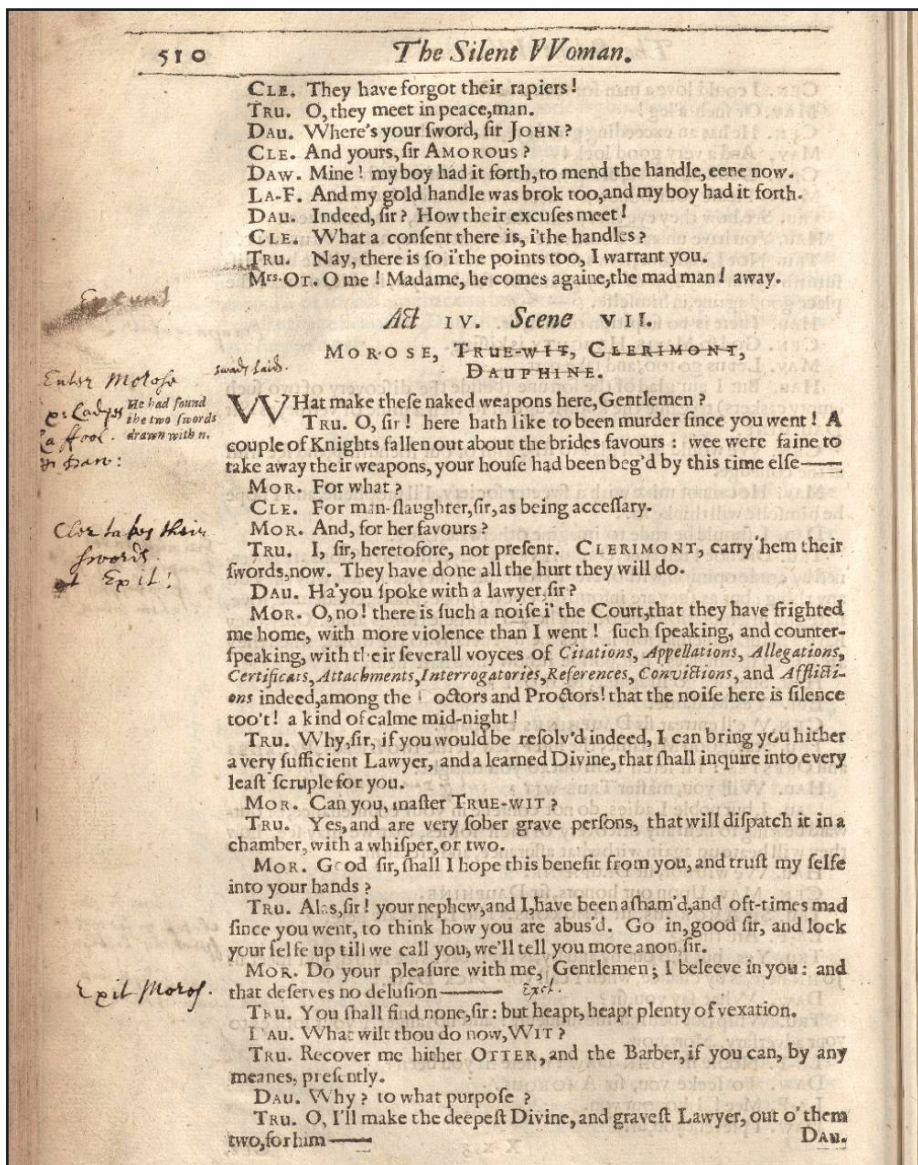 510 The Silent VVoman.
CLE. They have forgot their rapiers!
TRU. O, they meet in peace,man.
DAU. Where's your ſword, ſir JOHN?
CLE. And yours, ſir AMOROUS?
DAW. Mine! my boy had it forth,to mend the handle,eene now.
LA-F. And my gold handle was brok too,and my boy had it forth.
DAU. Indeed, ſir? How their excuſes meet!
CLE. What a conſent there is, i'the handles?
TRU. Nay, there is ſo i'the points too, I warrant you.
Mrs. OT. O me! Madame, he comes againe,the mad man! away.
Exeunt
Act IV. Scene VII.
MOROSE, TRUE-WIT, CLERIMONT,
DAUPHINE.
Enter Moroſe
He had found
the two ſwords
drawn within.
WHat make theſe naked weapons here,Gentlemen?
TRU. O, ſir! here hath like to been murder since you went! A
couple of Knights fallen out about the brides favours: wee were faine to
take away their weapons, your houſe had been beg'd by this time elſe——
MOR. For what?
CLE. For man-ſlaughter,ſir,as being acceſſary.
MOR. And, for her favours?
Cler takes their
ſwords
Exit!
TRU. I, ſir, heretofore, not preſent. CLERIMONT, carry'hem their
ſwords,now. They have done all the hurt they will do.
DAU. Ha'you ſpoke with a lawyer,ſir?
MOR. O,no! there is ſuch a noiſe i' the Court,that they have frighted
me home, with more violence than I went! ſuch ſpeaking, and counter-
ſpeaking, with their ſeverall voyces of Citations, Appellations, Allegations,
Certificats, Attachments,Interrogatories,References, Convictions, and Afflicti-
ons indeed,among the octors and Proctors! that the noiſe here is ſilence
too't! a kind of calme mid-night!
TRU. Why,ſir, if you would be reſolv'd indeed, I can bring you hither
a very ſufficient Lawyer, and a learned Divine, that ſhall inquire into every
leaſt ſcruple for you.
MOR. Can you, maſter TRUE-WIT?
TRU. Yes,and are very ſober grave perſons, that will diſpatch it in a
chamber, with a whiſper,or two.
MOR. Good ſir, ſhall I hope this benefit from you, and truſt my ſelfe
into your hands?
TRU. Alas,ſir! your nephew,and I,have been aſham'd,and oft-times mad
ſince you went, to think how you are abus'd. Go in,good ſir, and lock
your ſelfe up till we call you, we'll tell you more anon,ſir.
Exit Moroſ.
MOR. Do your pleaſure with me, Gentlemen; I beleeve in you: and
that deſerves no deluſion—— Exit.
TRU. You ſhall find none,ſir: but heapt, heapt plenty of vexation.
DAU. What wilt thou do now,WIT?
TRU. Recover me hither OTTER,and the Barber,if you can, by any
meanes, preſently.
DAU. Why? to what purpoſe?
TRU. O, I'll make the deepeſt Divine, and graveſt Lawyer, out o' them
two,for him——
DAU.